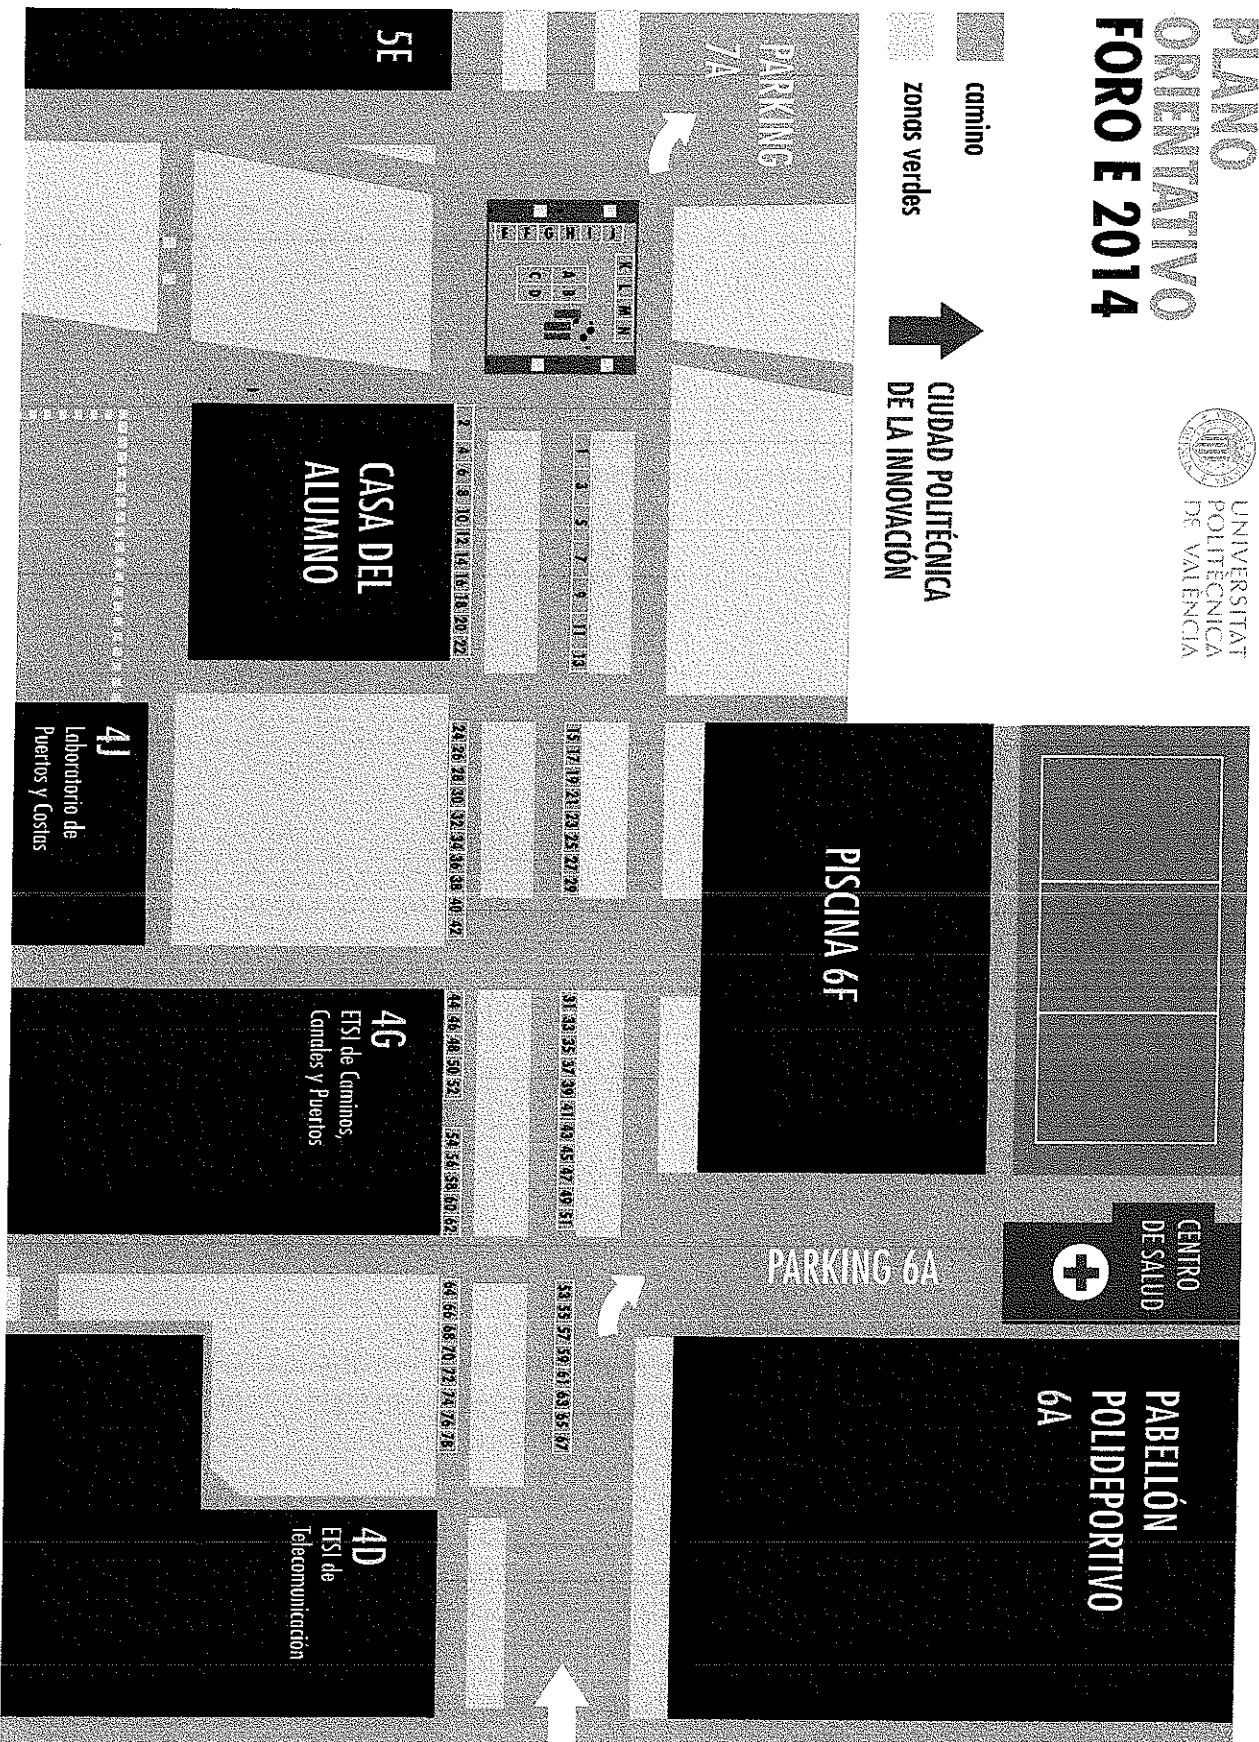 PLANO
ORIENTATIVO
FORO E 2014
UNIVERSITAT
POLITÈCNICA
DE VALÈNCIA
camino
zonas verdes
CIUDAD POLITÉCNICA
DE LA INNOVACIÓN
PARKING
7A
5E
E F G H I J
K L M N
A B
C D
CASA DEL
ALUMNO
1 3 5 7 9 11 13
2 4 6 8 10 12 14 16 18 20 22
PISCINA 6F
15 17 19 21 23 25 27 29
24 26 28 30 32 34 36 38 40 42
4J
Laboratorio de
Puertos y Costas
31 33 35 37 39 41 43 45 47 49 51
44 46 48 50 52
54 56 58 60 62
4G
ETSI de Caminos,
Canales y Puertos
CENTRO
DE SALUD
PARKING 6A
53 55 57 59 61 63 65 67
64 66 68 70 72 74 76 78
PABELLÓN
POLIDEPORTIVO
6A
4D
ETSI de
Telecomunicación